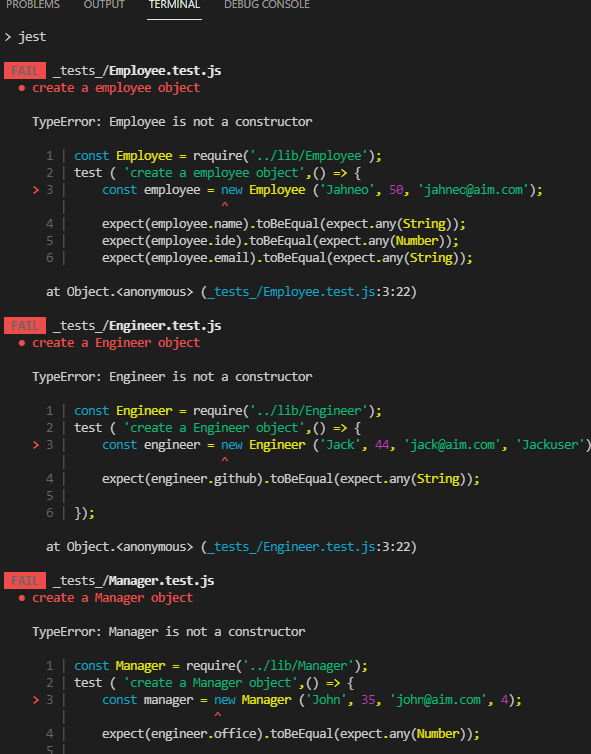 PROBLEMS OUTPUT TERMINAL DEBUG CONSOLE
> jest
FAIL _tests_/Employee.test.js
● create a employee object
TypeError: Employee is not a constructor
1 | const Employee = require('../lib/Employee');
2 | test ( 'create a employee object',() => {
> 3 | const employee = new Employee ('Jahneo', 50, 'jahneo@aim.com');
| ^
4 | expect(employee.name).toBeEqual(expect.any(String));
5 | expect(employee.ide).toBeEqual(expect.any(Number));
6 | expect(employee.email).toBeEqual(expect.any(String));
at Object.<anonymous> (_tests_/Employee.test.js:3:22)
FAIL _tests_/Engineer.test.js
● create a Engineer object
TypeError: Engineer is not a constructor
1 | const Engineer = require('../lib/Engineer');
2 | test ( 'create a Engineer object',() => {
> 3 | const engineer = new Engineer ('Jack', 44, 'jack@aim.com', 'Jackuser')
| ^
4 | expect(engineer.github).toBeEqual(expect.any(String));
5 |
6 | });
at Object.<anonymous> (_tests_/Engineer.test.js:3:22)
FAIL _tests_/Manager.test.js
● create a Manager object
TypeError: Manager is not a constructor
1 | const Manager = require('../lib/Manager');
2 | test ( 'create a Manager object',() => {
> 3 | const manager = new Manager ('John', 35, 'john@aim.com', 4);
| ^
4 | expect(engineer.office).toBeEqual(expect.any(Number));
5 |